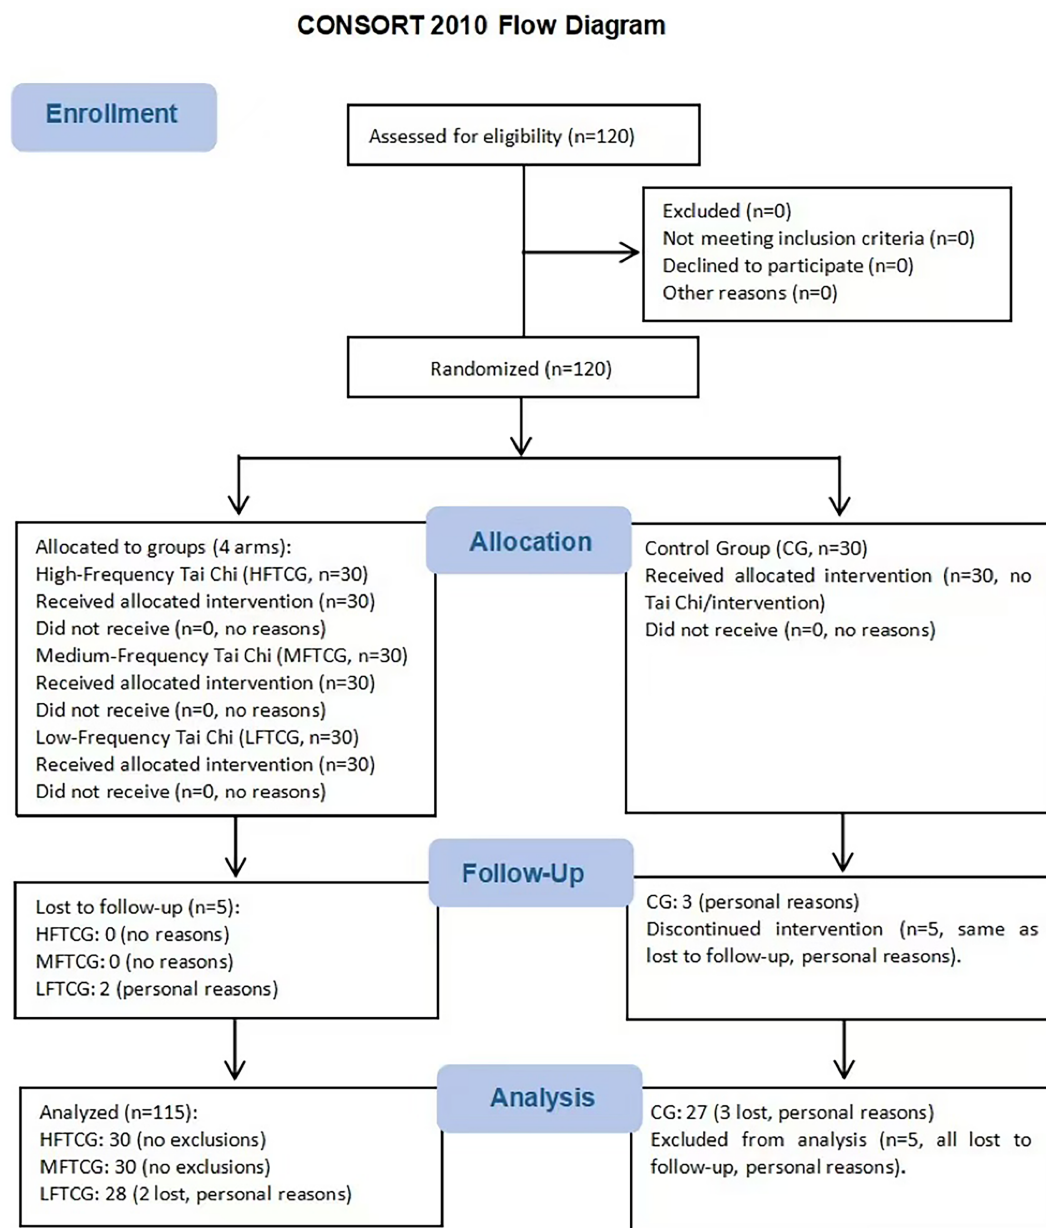 CONSORT 2010 Flow Diagram
Enrollment
Assessed for eligibility (n=120)
Excluded (n=0)
Not meeting inclusion criteria (n=0)
Declined to participate (n=0)
Other reasons (n=0)
Randomized (n=120)
Allocation
Allocated to groups (4 arms):
High-Frequency Tai Chi (HFTCG, n=30)
Received allocated intervention (n=30)
Did not receive (n=0, no reasons)
Medium-Frequency Tai Chi (MFTCG, n=30)
Received allocated intervention (n=30)
Did not receive (n=0, no reasons)
Low-Frequency Tai Chi (LFTCG, n=30)
Received allocated intervention (n=30)
Did not receive (n=0, no reasons)
Control Group (CG, n=30)
Received allocated intervention (n=30, no
Tai Chi/intervention)
Did not receive (n=0, no reasons)
Follow-Up
Lost to follow-up (n=5):
HFTCG: 0 (no reasons)
MFTCG: 0 (no reasons)
LFTCG: 2 (personal reasons)
CG: 3 (personal reasons)
Discontinued intervention (n=5, same as
lost to follow-up, personal reasons).
Analysis
Analyzed (n=115):
HFTCG: 30 (no exclusions)
MFTCG: 30 (no exclusions)
LFTCG: 28 (2 lost, personal reasons)
CG: 27 (3 lost, personal reasons)
Excluded from analysis (n=5, all lost to
follow-up, personal reasons).